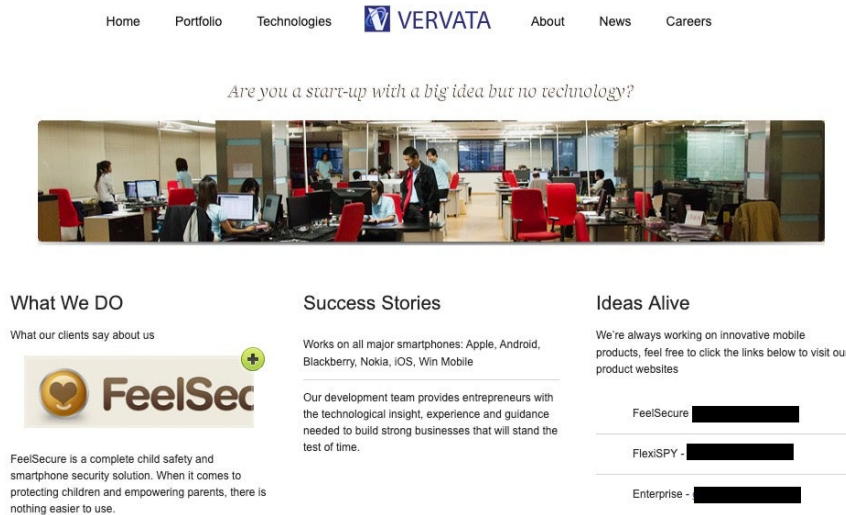 Home
Portfolio
Technologies
VERVATA
About
News
Careers
Are you a start-up with a big idea but no technology?
What We DO
What our clients say about us
FeelSec
FeelSecure is a complete child safety and
smartphone security solution. When it comes to
protecting children and empowering parents, there is
nothing easier to use.
Success Stories
Works on all major smartphones: Apple, Android,
Blackberry, Nokia, iOS, Win Mobile
Our development team provides entrepreneurs with
the technological insight, experience and guidance
needed to build strong businesses that will stand the
test of time.
Ideas Alive
We're always working on innovative mobile
products, feel free to click the links below to visit our
product websites
FeelSecure
FlexiSPY -
Enterprise -